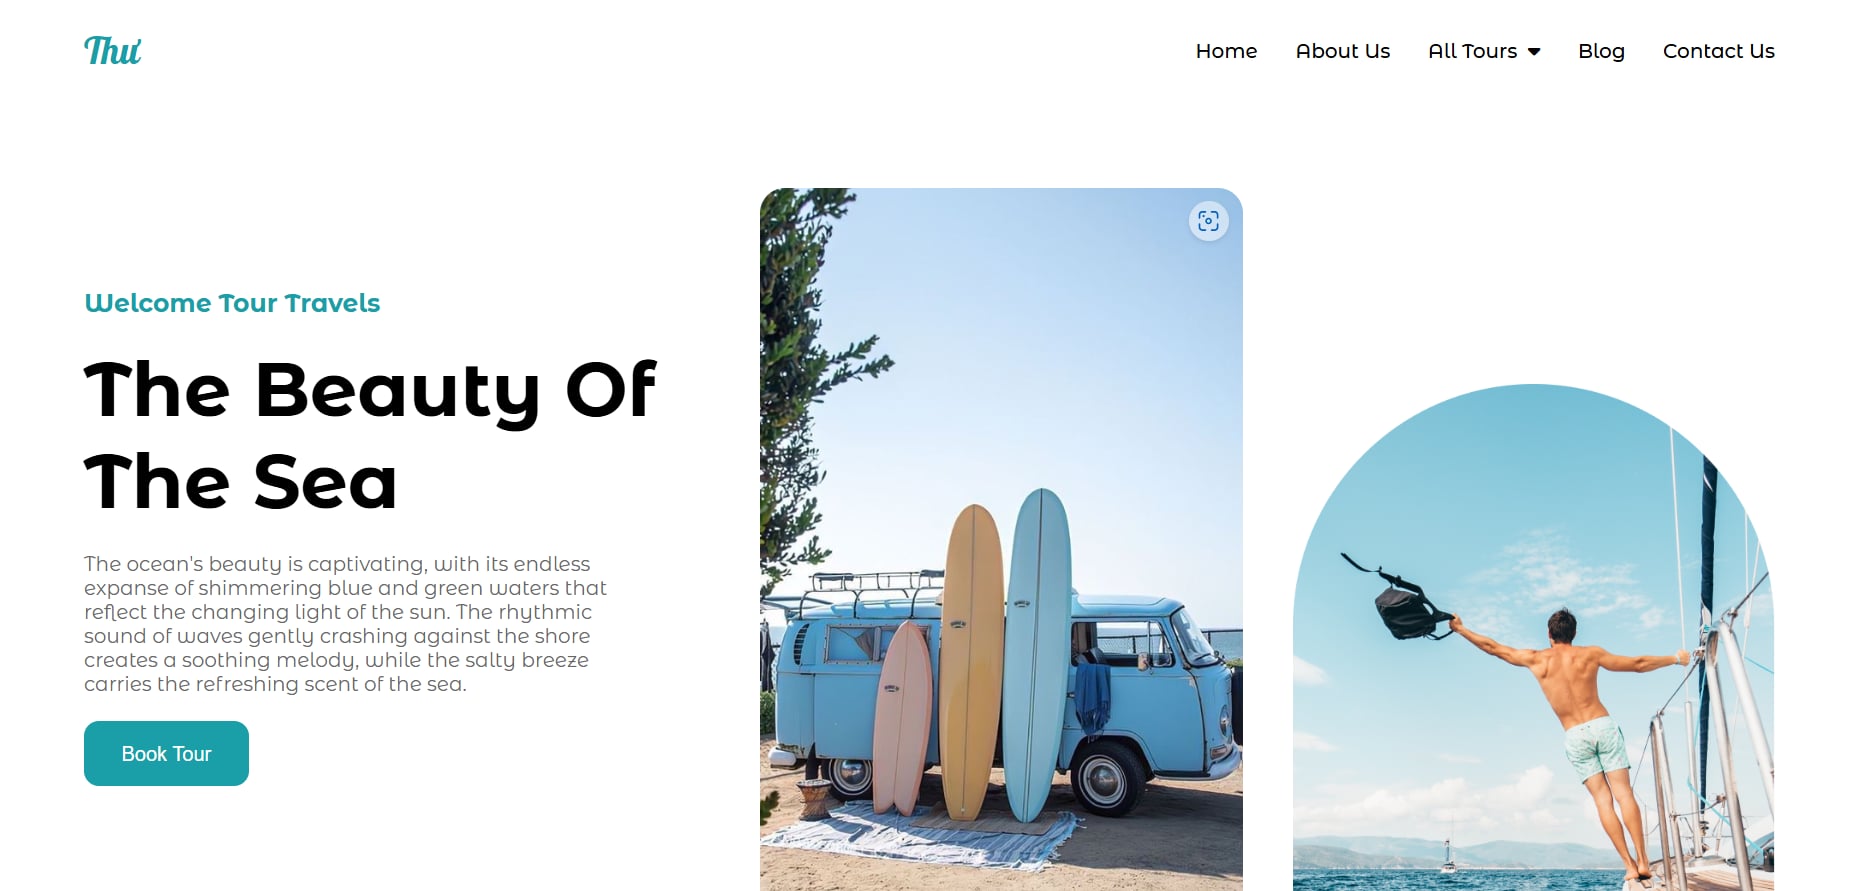 Thư
Home About Us All Tours Blog Contact Us
Welcome Tour Travels
The Beauty Of
The Sea
The ocean's beauty is captivating, with its endless
expanse of shimmering blue and green waters that
reflect the changing light of the sun. The rhythmic
sound of waves gently crashing against the shore
creates a soothing melody, while the salty breeze
carries the refreshing scent of the sea.
Book Tour